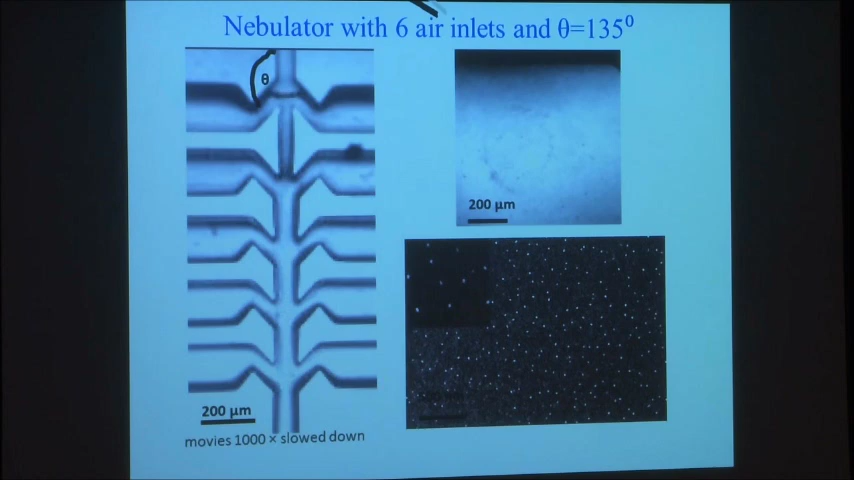 Nebulator with 6 air inlets and θ=135⁰
θ
200 µm
200 µm
movies 1000 × slowed down